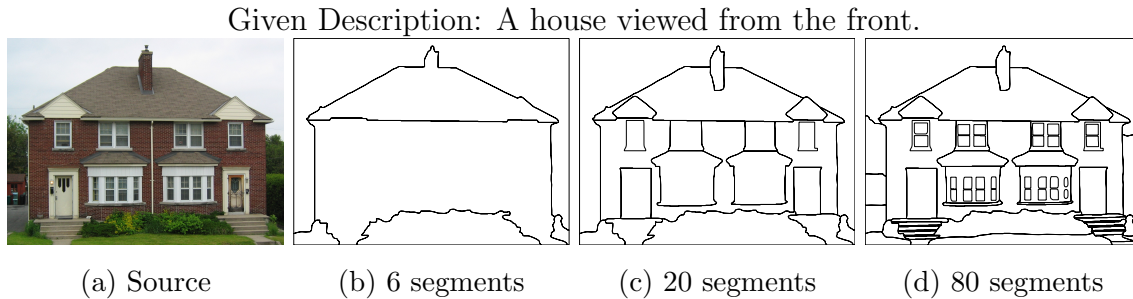 Given Description: A house viewed from the front.
(a) Source (b) 6 segments (c) 20 segments (d) 80 segments